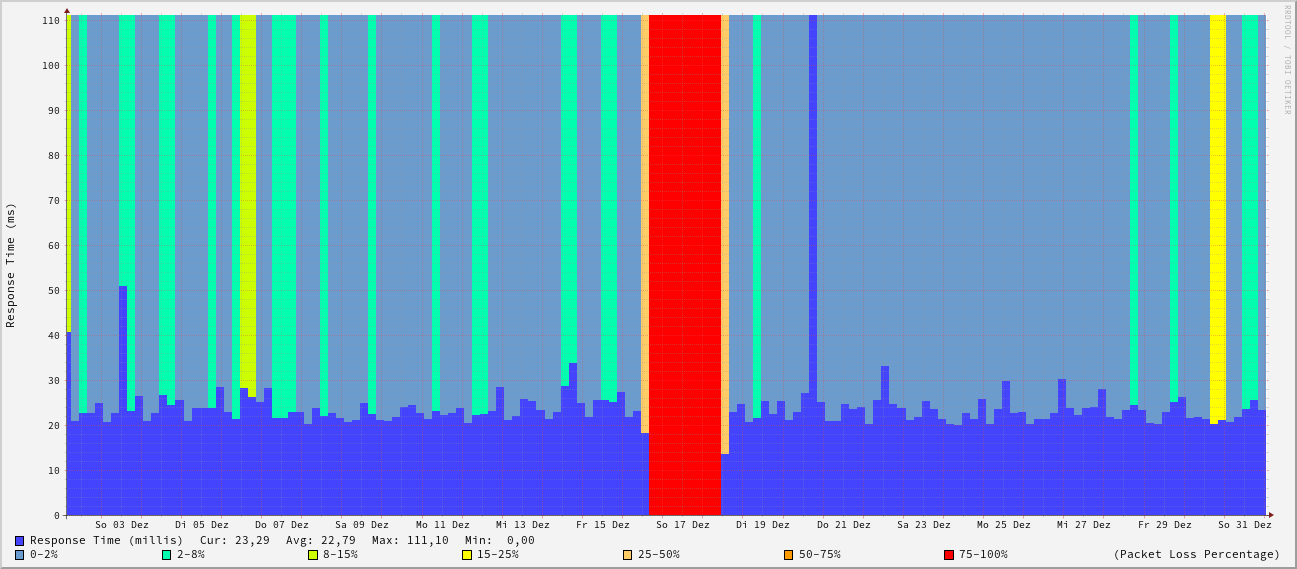 RRDTOOL / TOBI OETIKER
Response Time (ms)
110
100
90
80
70
60
50
40
30
20
10
0
So 03 Dez Di 05 Dez Do 07 Dez Sa 09 Dez Mo 11 Dez Mi 13 Dez Fr 15 Dez So 17 Dez Di 19 Dez Do 21 Dez Sa 23 Dez Mo 25 Dez Mi 27 Dez Fr 29 Dez So 31 Dez
Response Time (millis) Cur: 23,29 Avg: 22,79 Max: 111,10 Min: 0,00
0-2% 2-8% 8-15% 15-25% 25-50% 50-75% 75-100% (Packet Loss Percentage)